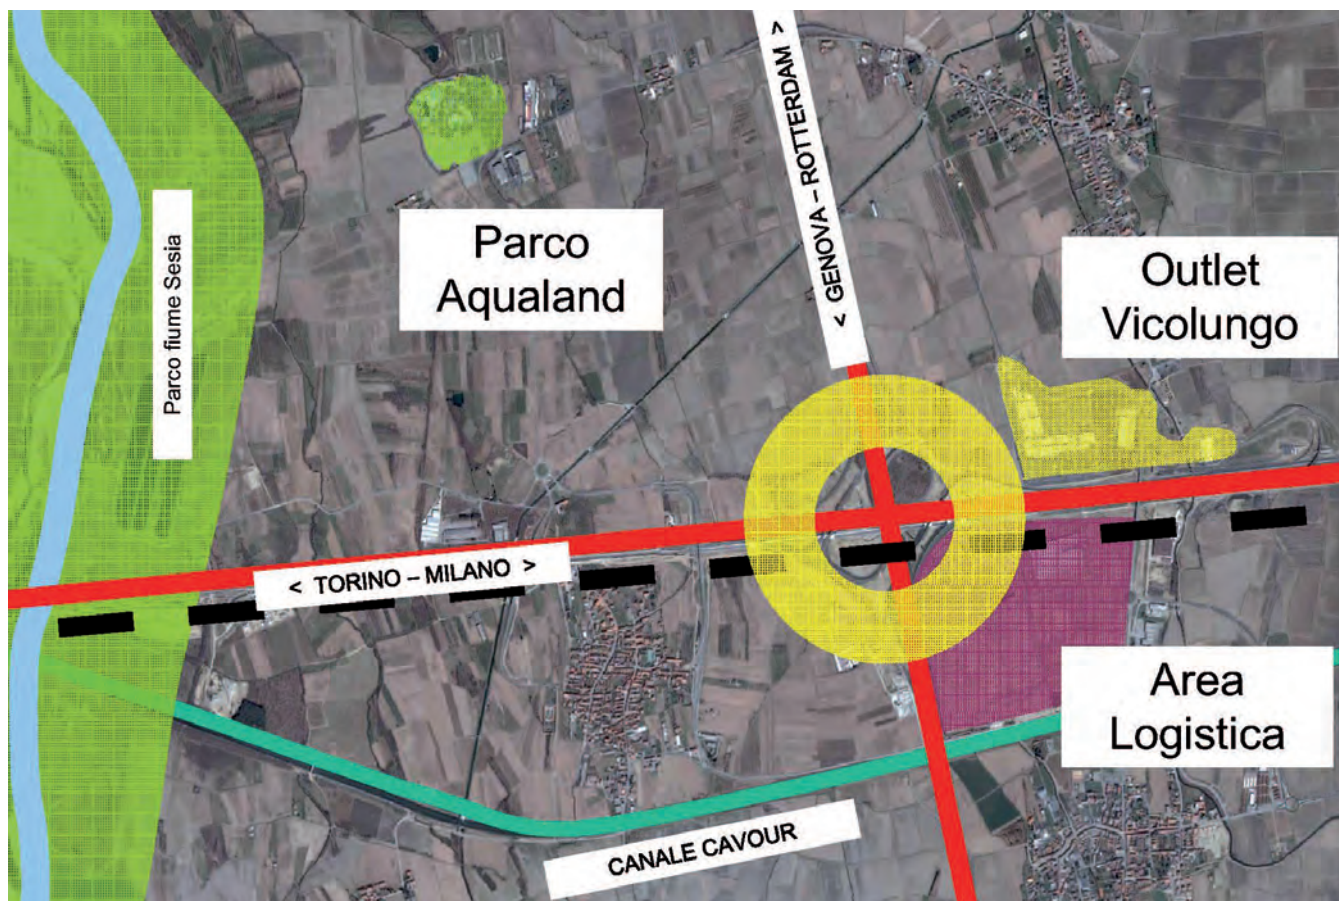 < GENOVA – ROTTERDAM >
Parco fiume Sesia
Parco
Aqualand
Outlet
Vicolungo
< TORINO – MILANO >
Area
Logistica
CANALE CAVOUR